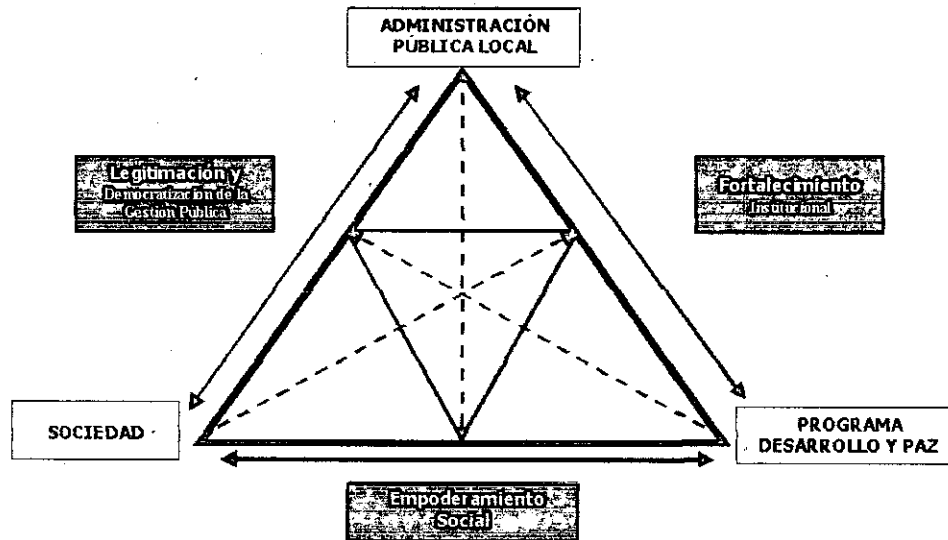 ADMINISTRACIÓN
PÚBLICA LOCAL
Legitimación y
Democratización de la
Gestión Pública
Fortalecimiento
Institucional
SOCIEDAD
PROGRAMA
DESARROLLO Y PAZ
Empoderamiento
Social